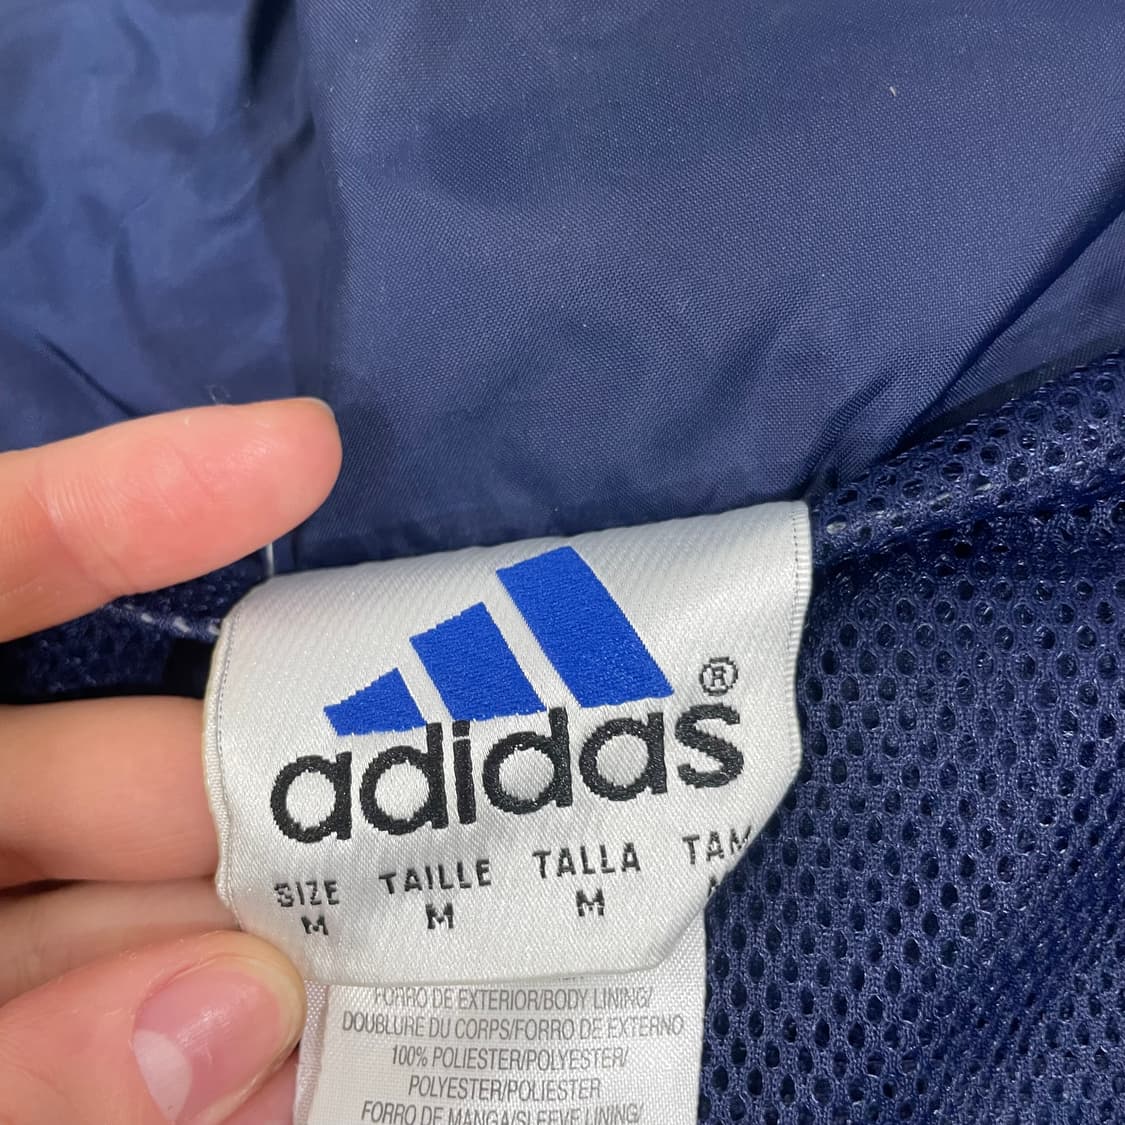 adidas®
SIZE TAILLE TALLA
M M M
FORRO DE EXTERIOR/BODY LINING/
DOUBLURE DU CORPS/FORRO DE EXTERNO
100% POLIESTER/POLYESTER/
POLYESTER/POLIESTER
FORRO DE MANGA/SLEEVE LINING/